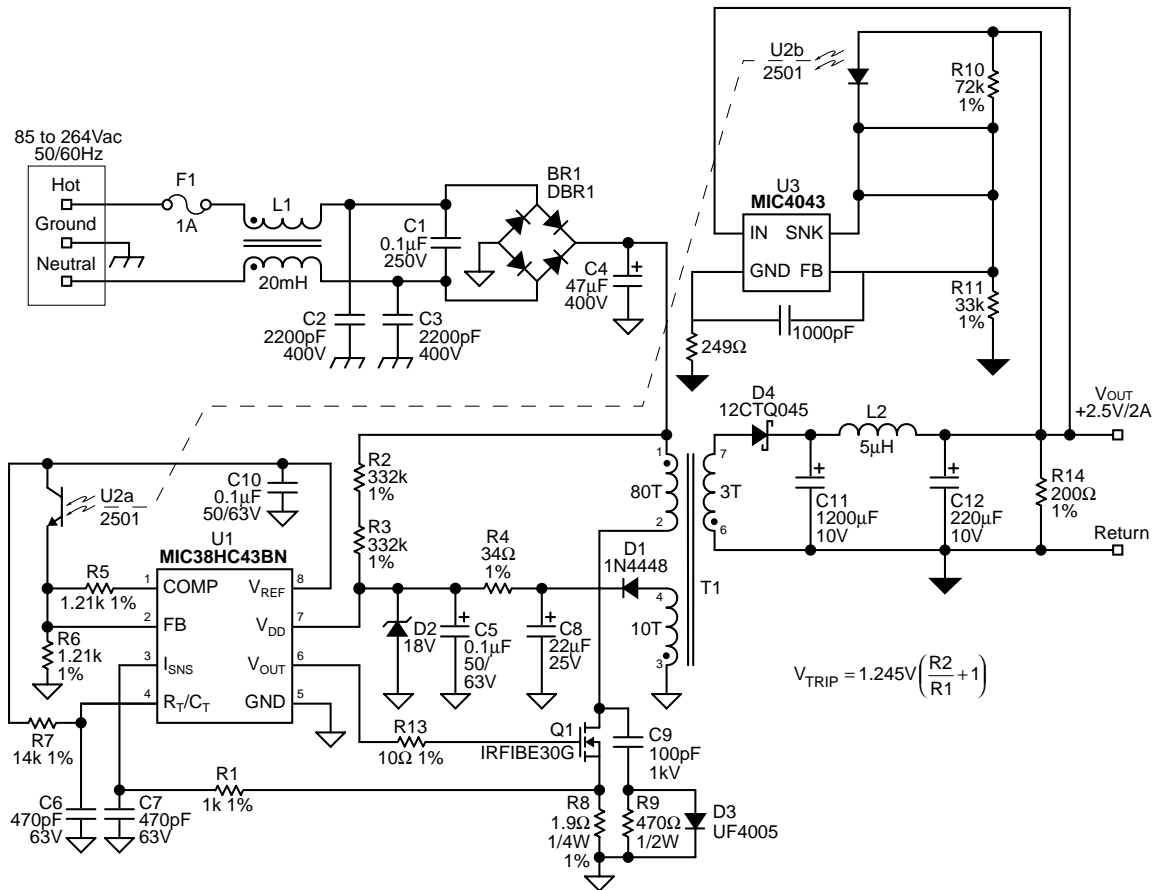 85 to 264Vac
50/60Hz
Hot
Ground
Neutral
F1
1A
L1
20mH
C2
2200pF
400V
C3
2200pF
400V
C1
0.1µF
250V
BR1
DBR1
C4
47µF
400V
U2b
2501
R10
72k
1%
U3
MIC4043
IN
SNK
GND
FB
R11
33k
1%
1000pF
249Ω
D4
12CTQ045
L2
5µH
VOUT
+2.5V/2A
C11
1200µF
10V
C12
220µF
10V
R14
200Ω
1%
Return
1
80T
2
7
3T
6
T1
4
10T
3
R2
332k
1%
R3
332k
1%
R4
34Ω
1%
D1
1N4448
D2
18V
C5
0.1µF
50/
63V
C8
22µF
25V
C10
0.1µF
50/63V
U2a
2501
U1
MIC38HC43BN
1
COMP
VREF
8
2
FB
VDD
7
3
ISNS
VOUT
6
4
RT/CT
GND
5
R5
1.21k 1%
R6
1.21k
1%
R7
14k 1%
C6
470pF
63V
C7
470pF
63V
R1
1k 1%
R13
10Ω 1%
Q1
IRFIBE30G
C9
100pF
1kV
R8
1.9Ω
1/4W
1%
R9
470Ω
1/2W
D3
UF4005
VTRIP = 1.245V(R2/R1 + 1)